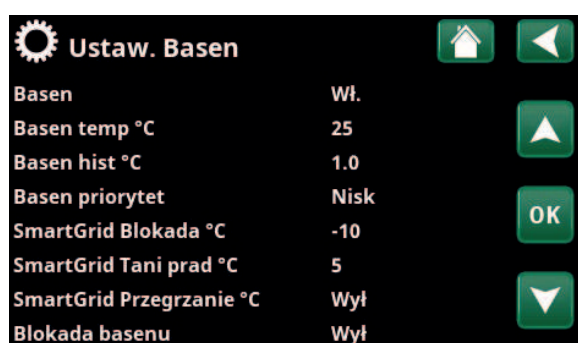 Ustaw. Basen
Basen Wł.
Basen temp °C 25
Basen hist °C 1.0
Basen priorytet Nisk
SmartGrid Blokada °C -10
SmartGrid Tani prad °C 5
SmartGrid Przegrzanie °C Wył
Blokada basenu Wył
OK